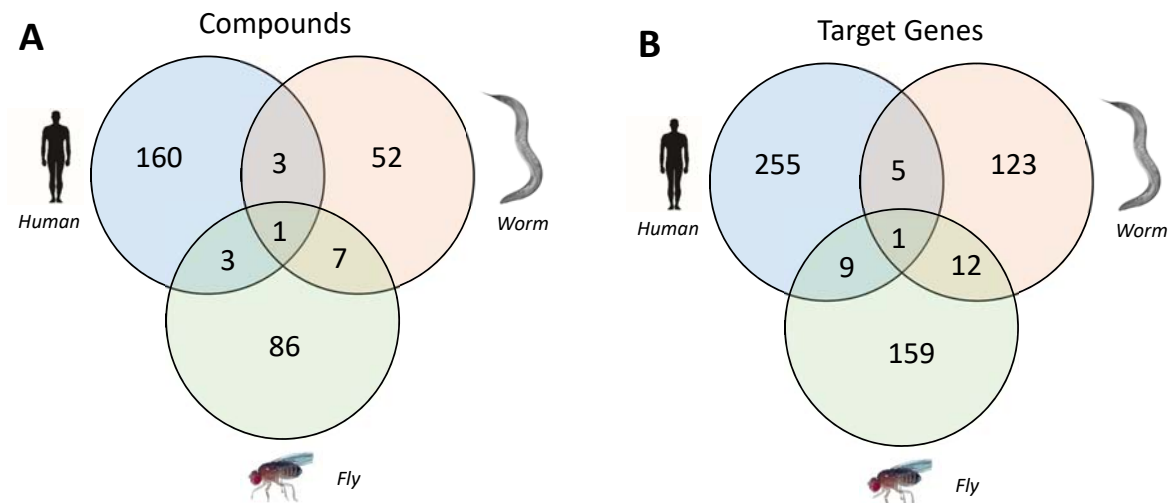 A
Compounds
160
3
52
Human
Worm
1
3
7
86
Fly
B
Target Genes
255
5
123
Human
Worm
1
9
12
159
Fly